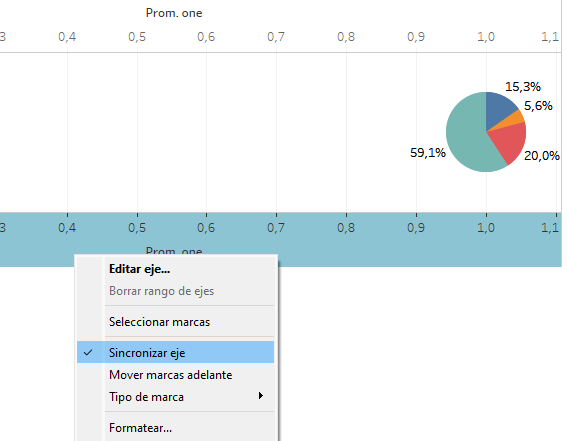 Prom. one
3 0,4 0,5 0,6 0,7 0,8 0,9 1,0 1,1
15,3%
5,6%
59,1%
20,0%
3 0,4 0,5 0,6 0,7 0,8 0,9 1,0 1,1
Prom. one
Editar eje...
Borrar rango de ejes
Seleccionar marcas
Sincronizar eje
Mover marcas adelante
Tipo de marca
Formatear...